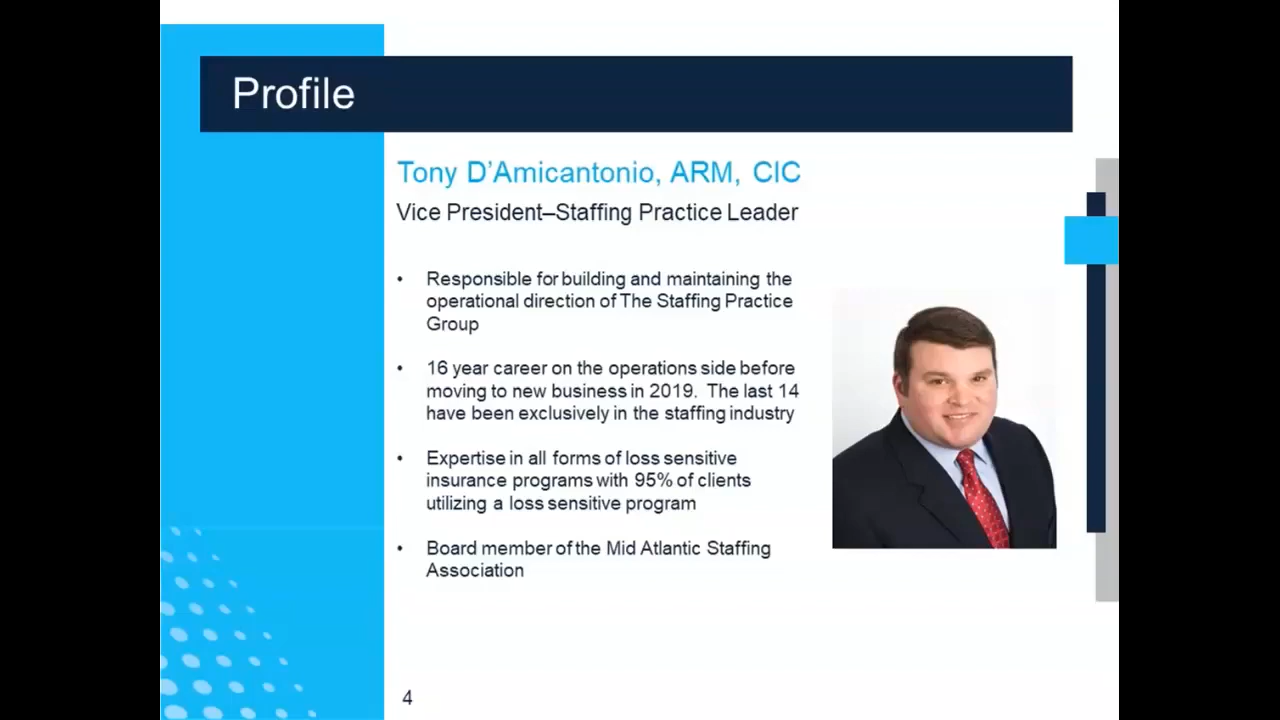 Profile
Tony D’Amicantonio, ARM, CIC
Vice President–Staffing Practice Leader
• Responsible for building and maintaining the
operational direction of The Staffing Practice
Group
• 16 year career on the operations side before
moving to new business in 2019. The last 14
have been exclusively in the staffing industry
• Expertise in all forms of loss sensitive
insurance programs with 95% of clients
utilizing a loss sensitive program
• Board member of the Mid Atlantic Staffing
Association
4